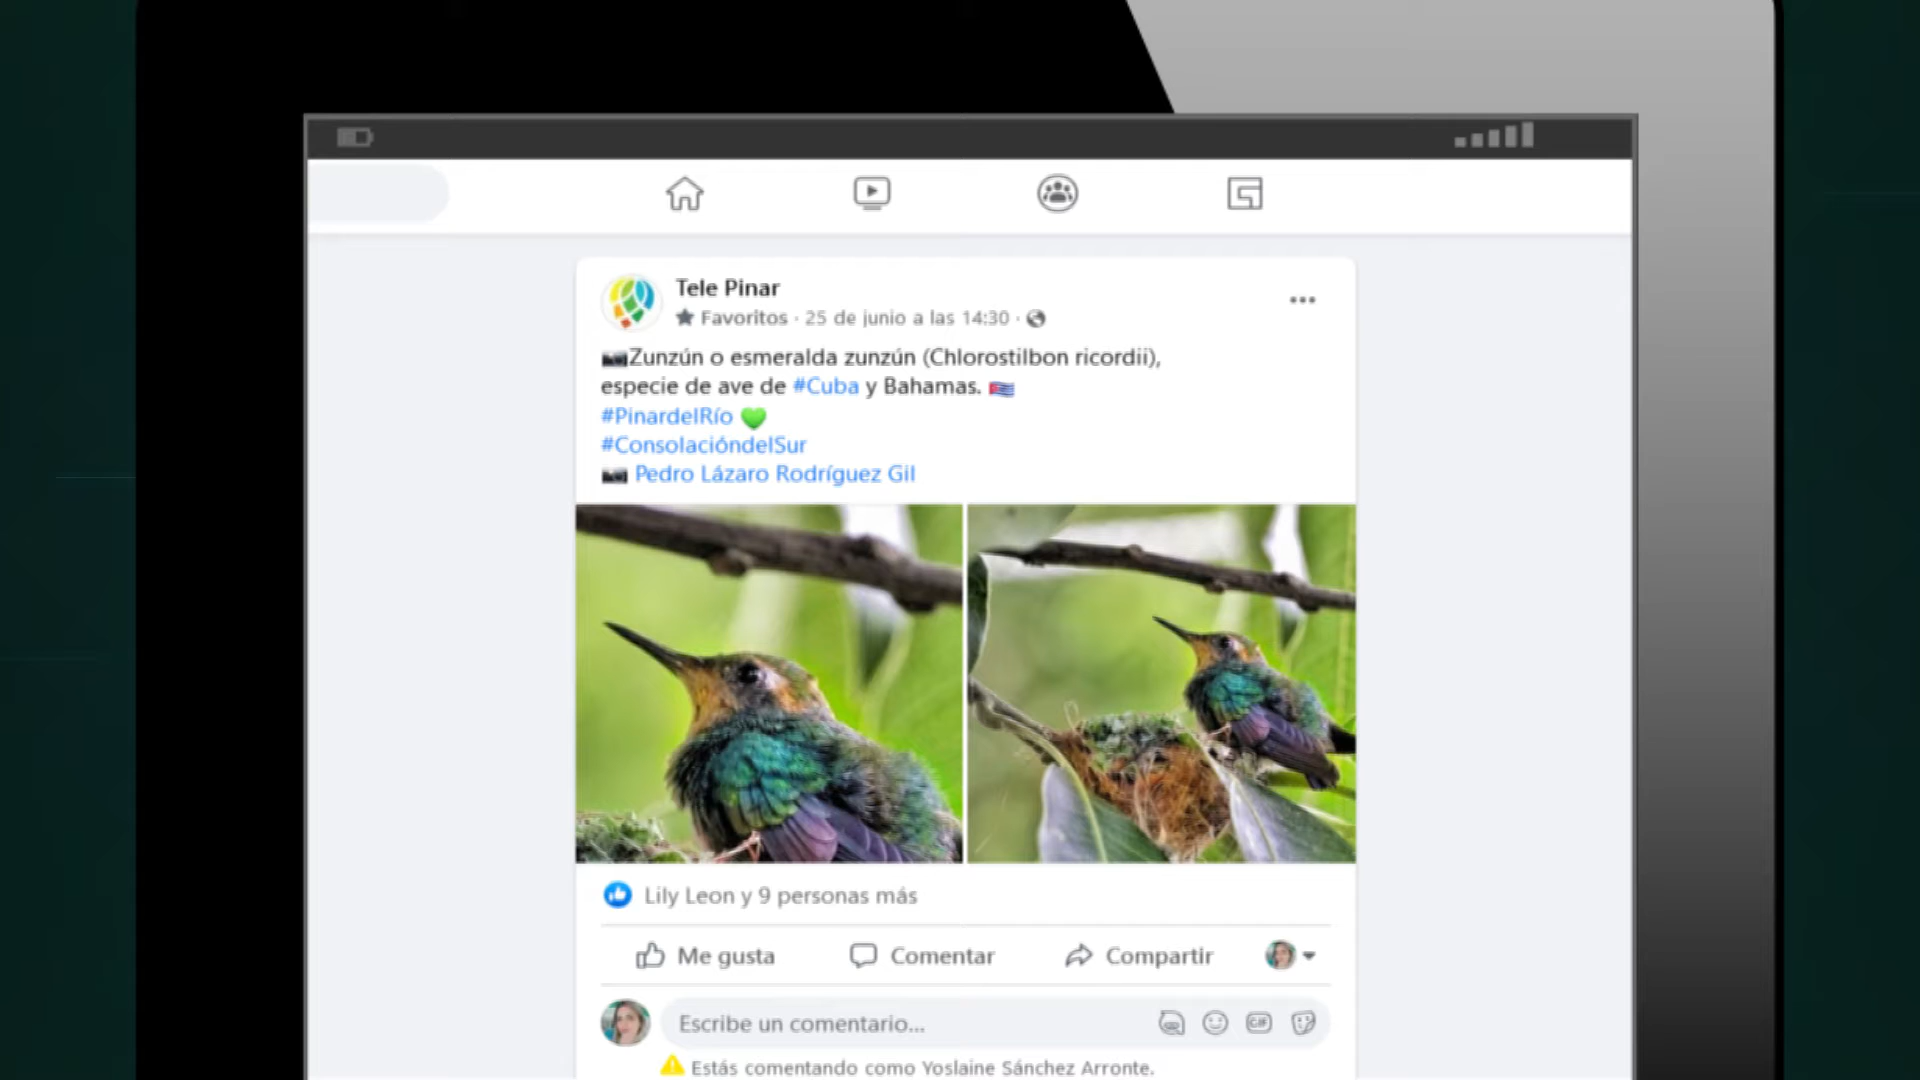 Tele Pinar
Favoritos · 25 de junio a las 14:30 ·
Zunzún o esmeralda zunzún (Chlorostilbon ricordii),
especie de ave de #Cuba y Bahamas.
#PinardelRío
#ConsolacióndelSur
Pedro Lázaro Rodríguez Gil
Lily Leon y 9 personas más
Me gusta Comentar Compartir
Escribe un comentario... GIF
Estás comentando como Yoslaine Sánchez Arronte.